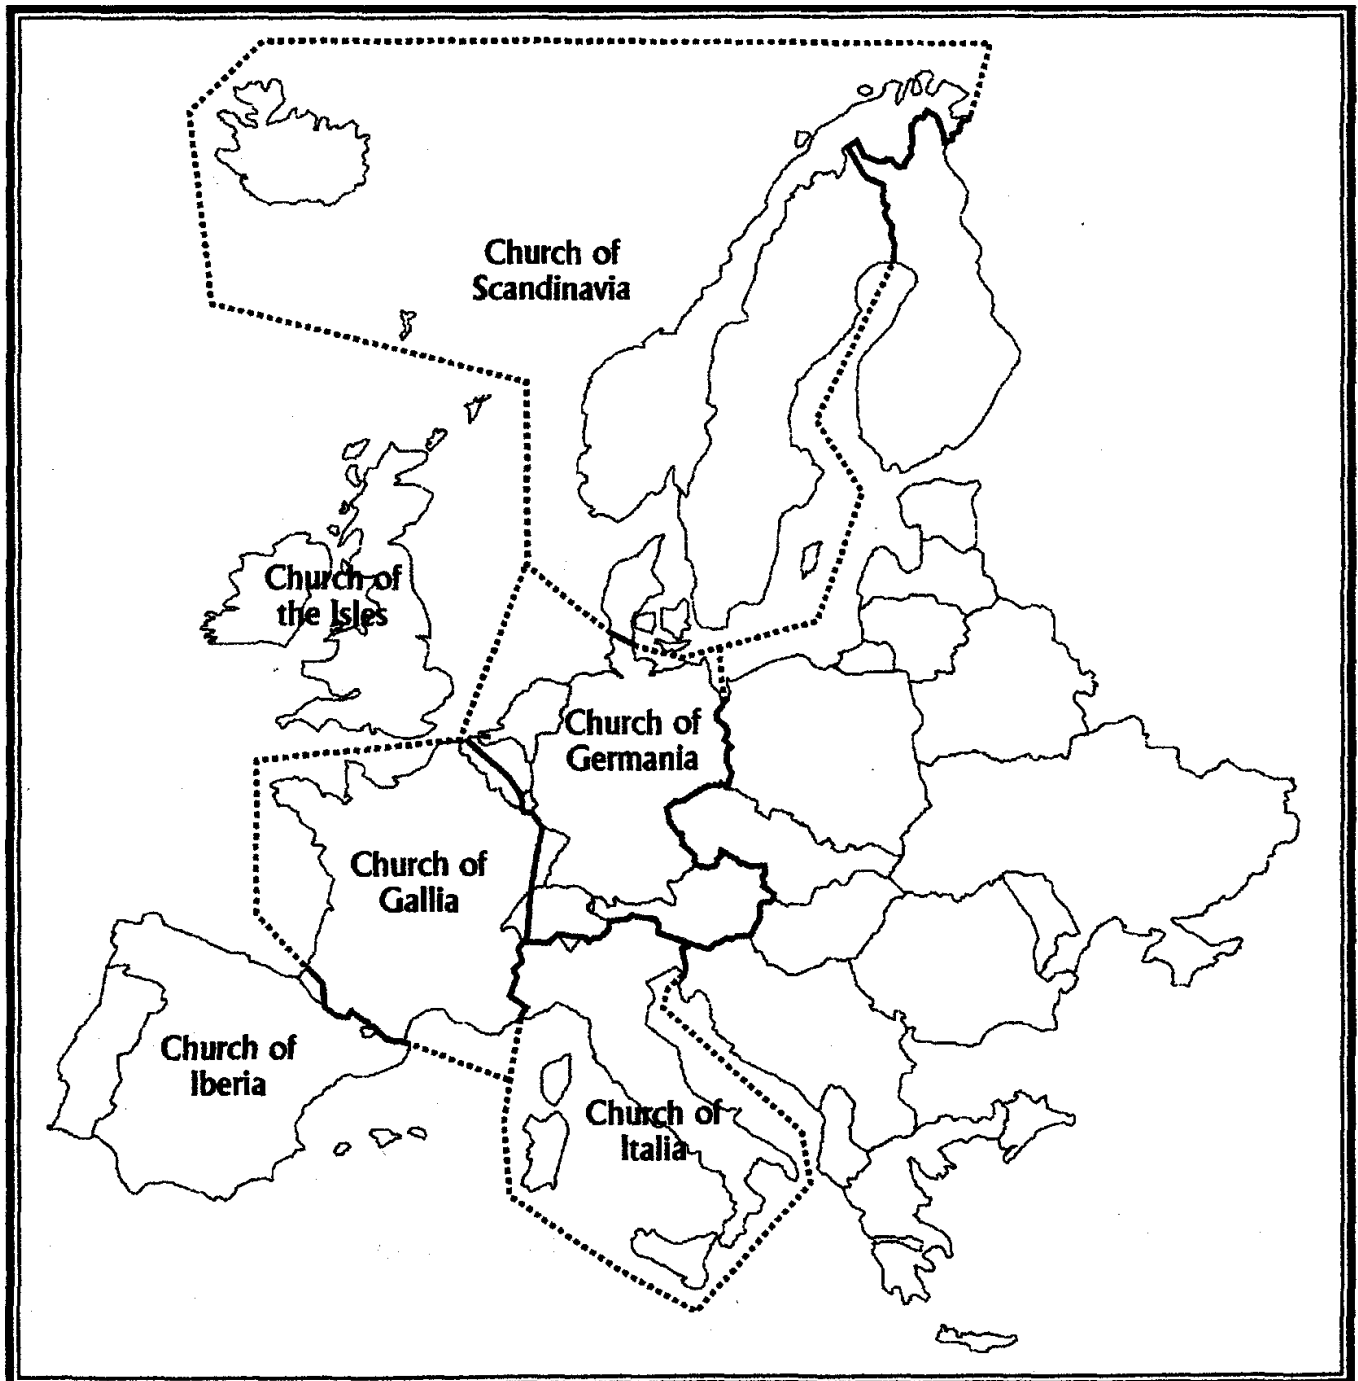 Church of
Scandinavia
Church of
the Isles
Church of
Germania
Church of
Gallia
Church of
Iberia
Church of
Italia